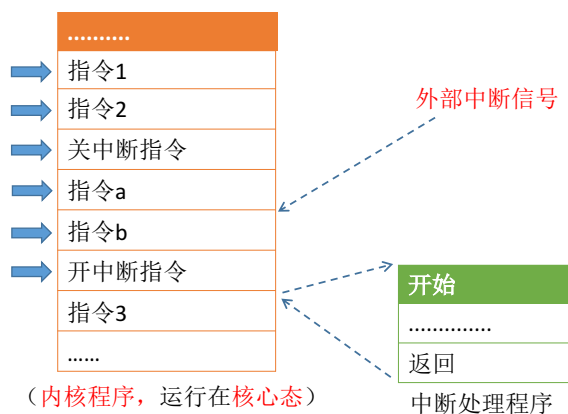 ..........
指令1
指令2
关中断指令
指令a
指令b
开中断指令
指令3
......
（内核程序，运行在核心态）
外部中断信号
开始
..............
返回
中断处理程序